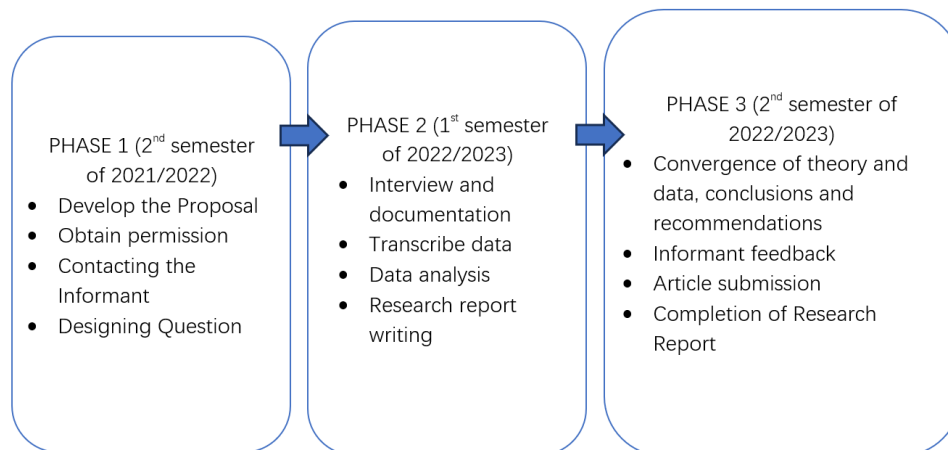 PHASE 1 (2nd semester
of 2021/2022)
• Develop the Proposal
• Obtain permission
• Contacting the
Informant
• Designing Question
PHASE 2 (1st semester
of 2022/2023)
• Interview and
documentation
• Transcribe data
• Data analysis
• Research report
writing
PHASE 3 (2nd semester of
2022/2023)
• Convergence of theory and
data, conclusions and
recommendations
• Informant feedback
• Article submission
• Completion of Research
Report